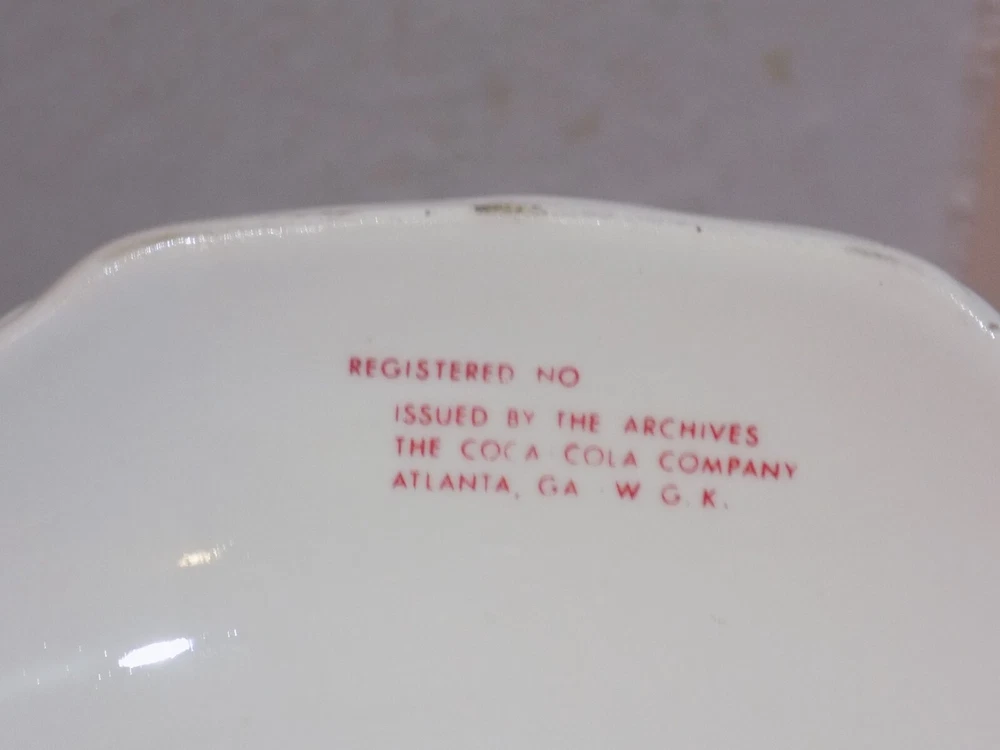 REGISTERED NO
ISSUED BY THE ARCHIVES
THE COCA COLA COMPANY
ATLANTA, GA W G. K.